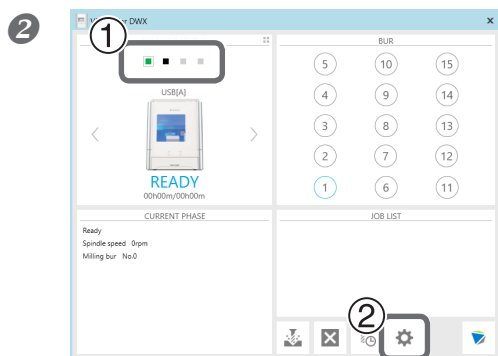 2
DWX
1
BUR
USB[A]
READY
00h00m/00h00m
5 10 15
4 9 14
3 8 13
2 7 12
1 6 11
CURRENT PHASE
Ready
Spindle speed 0rpm
Milling bur No.0
JOB LIST
2